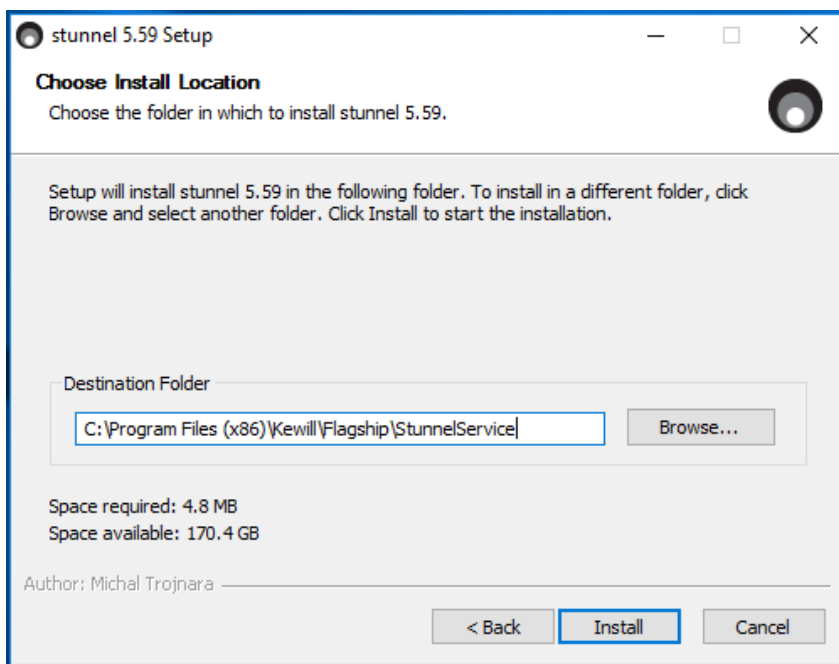 stunnel 5.59 Setup
Choose Install Location
Choose the folder in which to install stunnel 5.59.
Setup will install stunnel 5.59 in the following folder. To install in a different folder, click
Browse and select another folder. Click Install to start the installation.
Destination Folder
C:\Program Files (x86)\Kewill\Flagship\StunnelService
Browse...
Space required: 4.8 MB
Space available: 170.4 GB
Author: Michal Trojnara
< Back Install Cancel